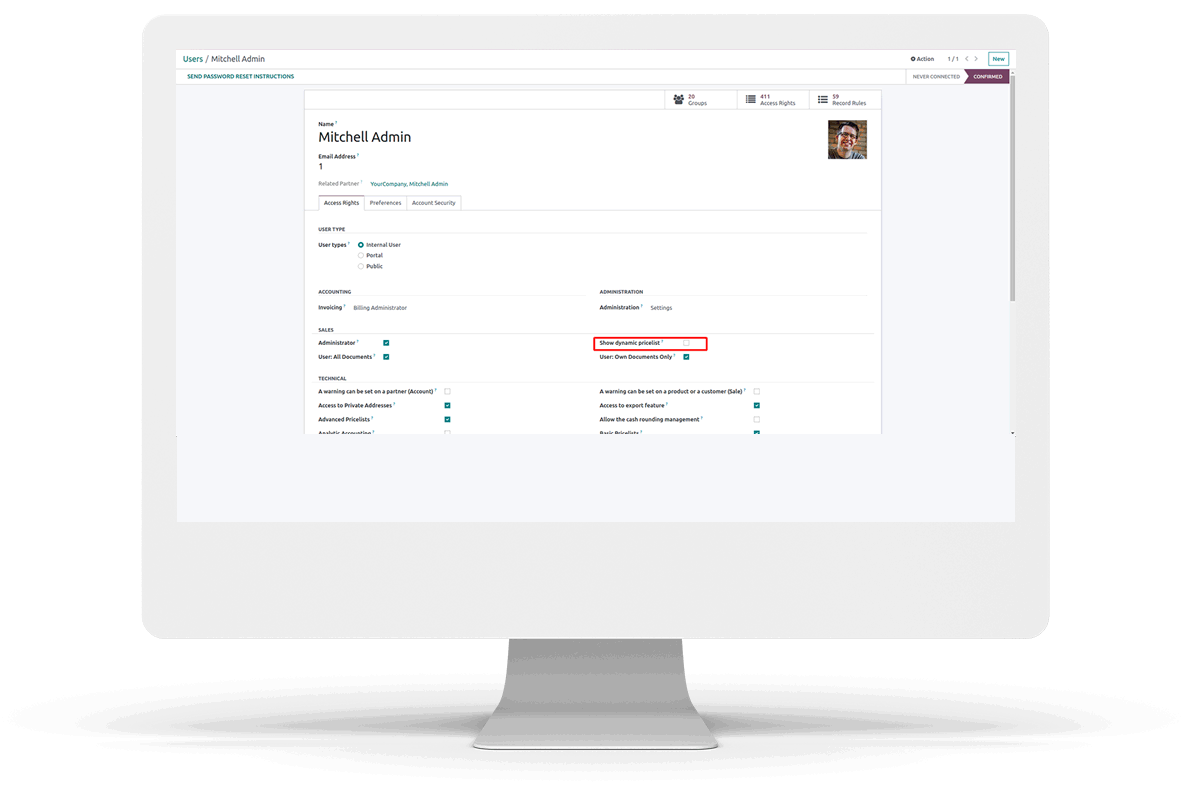 Users / Mitchell Admin
Action 1 / 1 New
SEND PASSWORD RESET INSTRUCTIONS
NEVER CONNECTED CONFIRMED
20 Groups
411 Access Rights
59 Record Rules
Name ?
Mitchell Admin
Email Address ?
1
Related Partner ? YourCompany, Mitchell Admin
Access Rights Preferences Account Security
USER TYPE
User types ? Internal User
Portal
Public
ACCOUNTING ADMINISTRATION
Invoicing ? Billing Administrator Administration ? Settings
SALES
Administrator ? Show dynamic pricelist ?
User: All Documents ? User: Own Documents Only ?
TECHNICAL
A warning can be set on a partner (Account) ? A warning can be set on a product or a customer (Sale) ?
Access to Private Addresses ? Access to export feature ?
Advanced Pricelists ? Allow the cash rounding management ?
Analytic Accounting ? Basic Pricelists ?